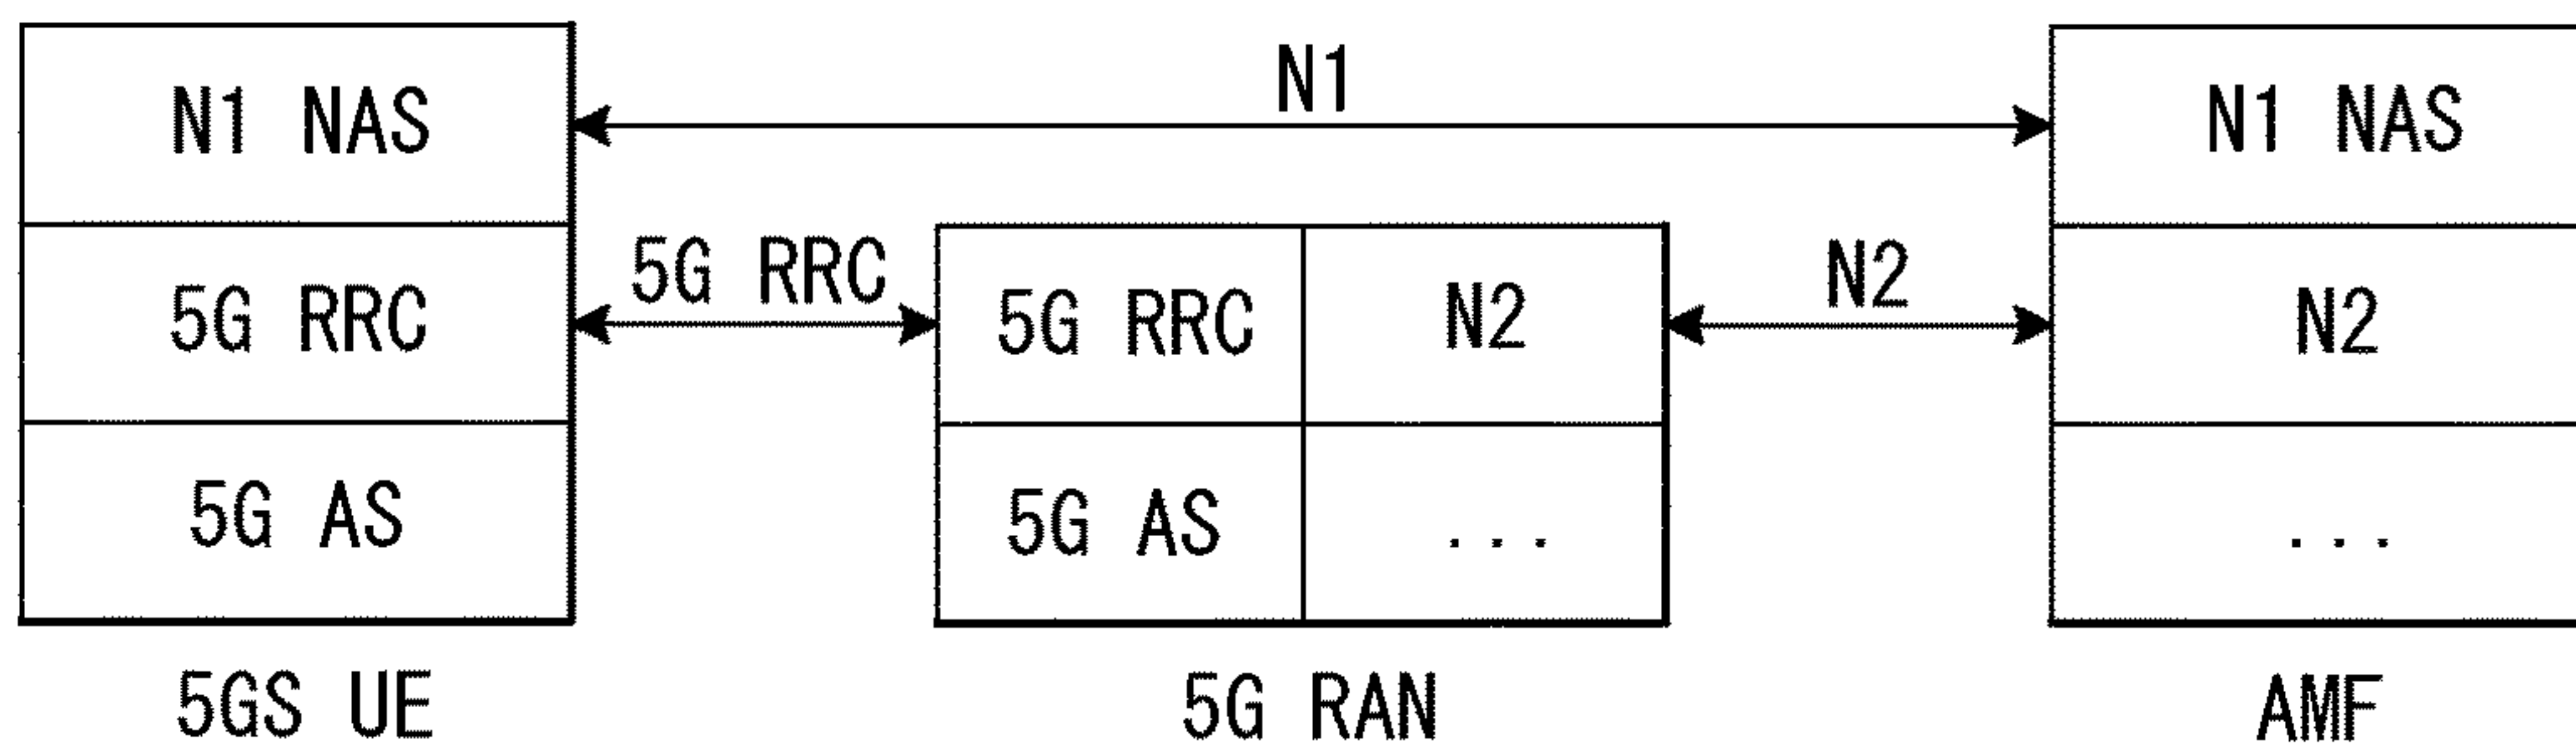 N1
N1 NAS
N1 NAS
5G RRC
N2
5G RRC
5G RRC
N2
N2
5G AS
5G AS
...
...
5GS UE
5G RAN
AMF